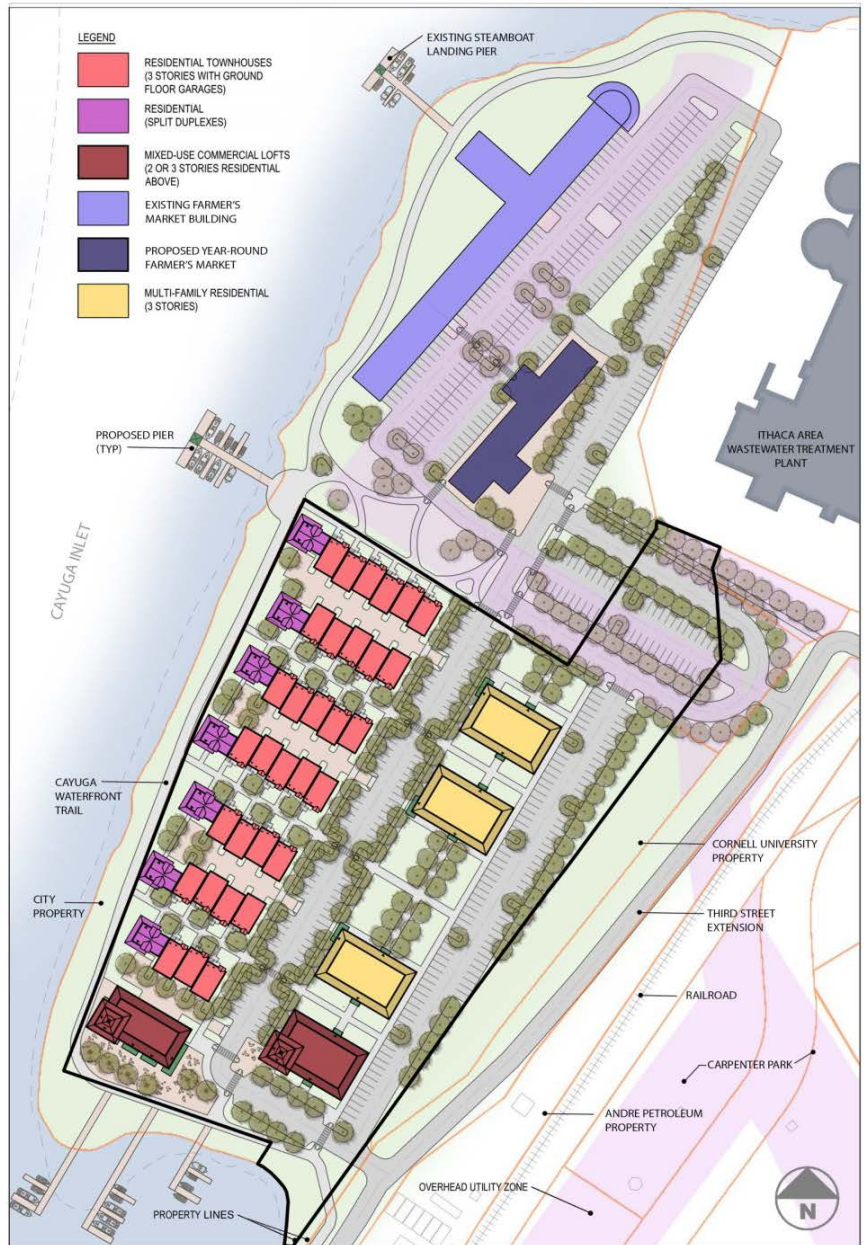 LEGEND
RESIDENTIAL TOWNHOUSES
(3 STORIES WITH GROUND
FLOOR GARAGES)
RESIDENTIAL
(SPLIT DUPLEXES)
MIXED-USE COMMERCIAL LOFTS
(2 OR 3 STORIES RESIDENTIAL
ABOVE)
EXISTING FARMER'S
MARKET BUILDING
PROPOSED YEAR-ROUND
FARMER'S MARKET
MULTI-FAMILY RESIDENTIAL
(3 STORIES)
EXISTING STEAMBOAT
LANDING PIER
PROPOSED PIER
(TYP)
ITHACA AREA
WASTEWATER TREATMENT
PLANT
CAYUGA INLET
CAYUGA
WATERFRONT
TRAIL
CITY
PROPERTY
CORNELL UNIVERSITY
PROPERTY
THIRD STREET
EXTENSION
RAILROAD
CARPENTER PARK
ANDRE PETROLEUM
PROPERTY
OVERHEAD UTILITY ZONE
PROPERTY LINES
N